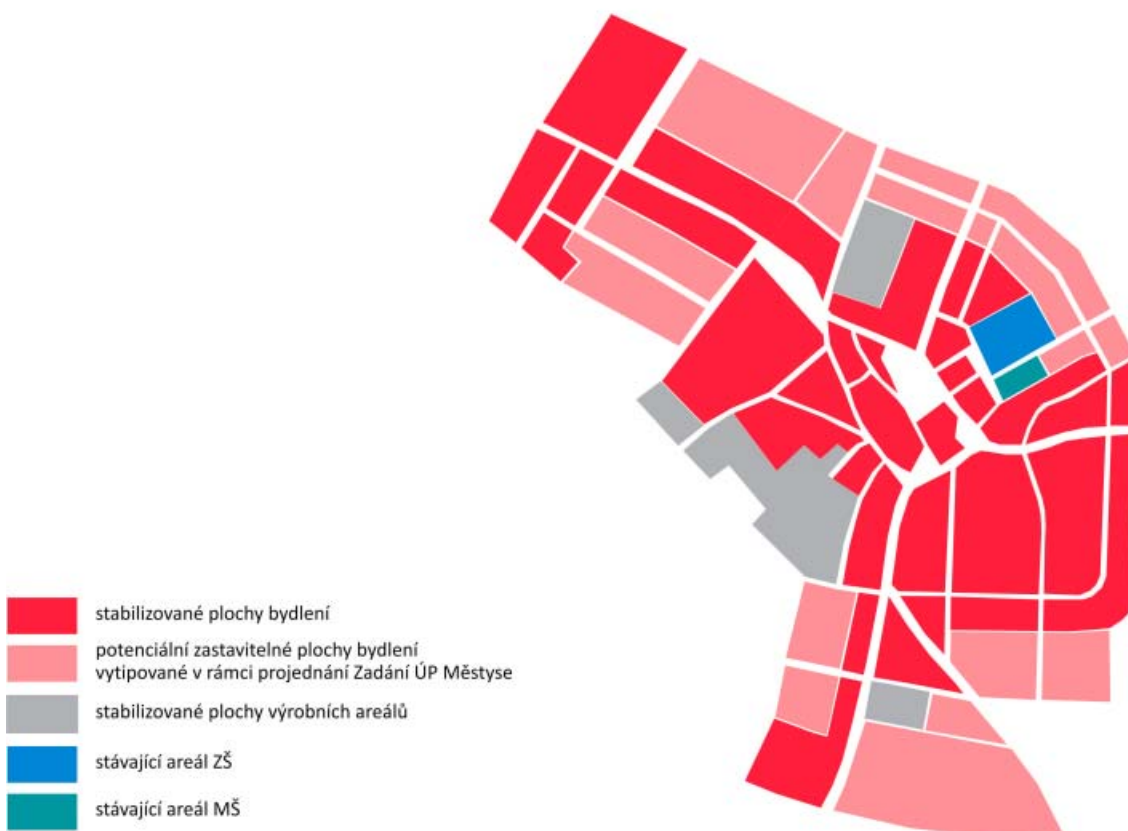 stabilizované plochy bydlení
potenciální zastavitelné plochy bydlení
vytipované v rámci projednání Zadání ÚP Městyse
stabilizované plochy výrobních areálů
stávající areál ZŠ
stávající areál MŠ